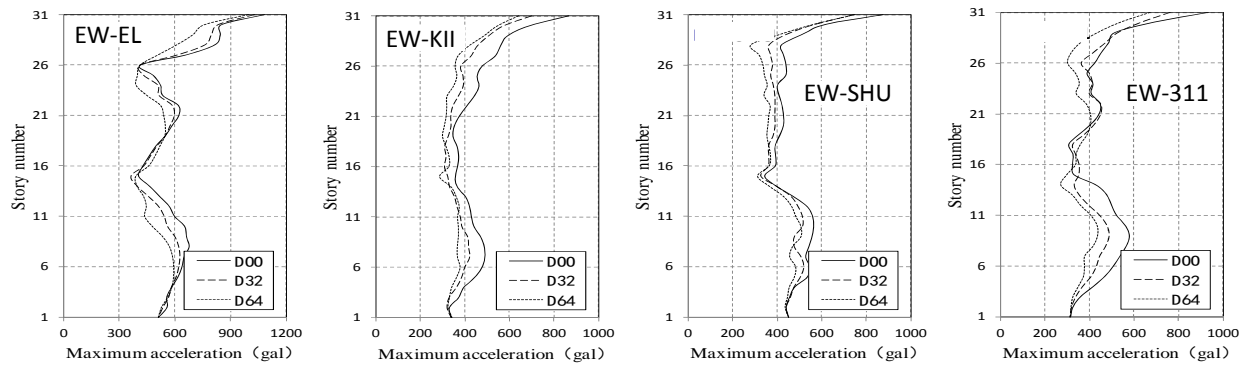 31
26
21
16
11
6
1
Story number
EW-EL
D00
D32
D64
0 300 600 900 1200
Maximum acceleration (gal)
31
26
21
16
11
6
1
Story number
EW-KII
D00
D32
D64
0 200 400 600 800 1000
Maximum acceleration (gal)
31
26
21
16
11
6
1
Story number
EW-SHU
D00
D32
D64
0 200 400 600 800 1000
Maximum acceleration (gal)
31
26
21
16
11
6
1
Story number
EW-311
D00
D32
D64
0 200 400 600 800 1000
Maximum acceleration (gal)